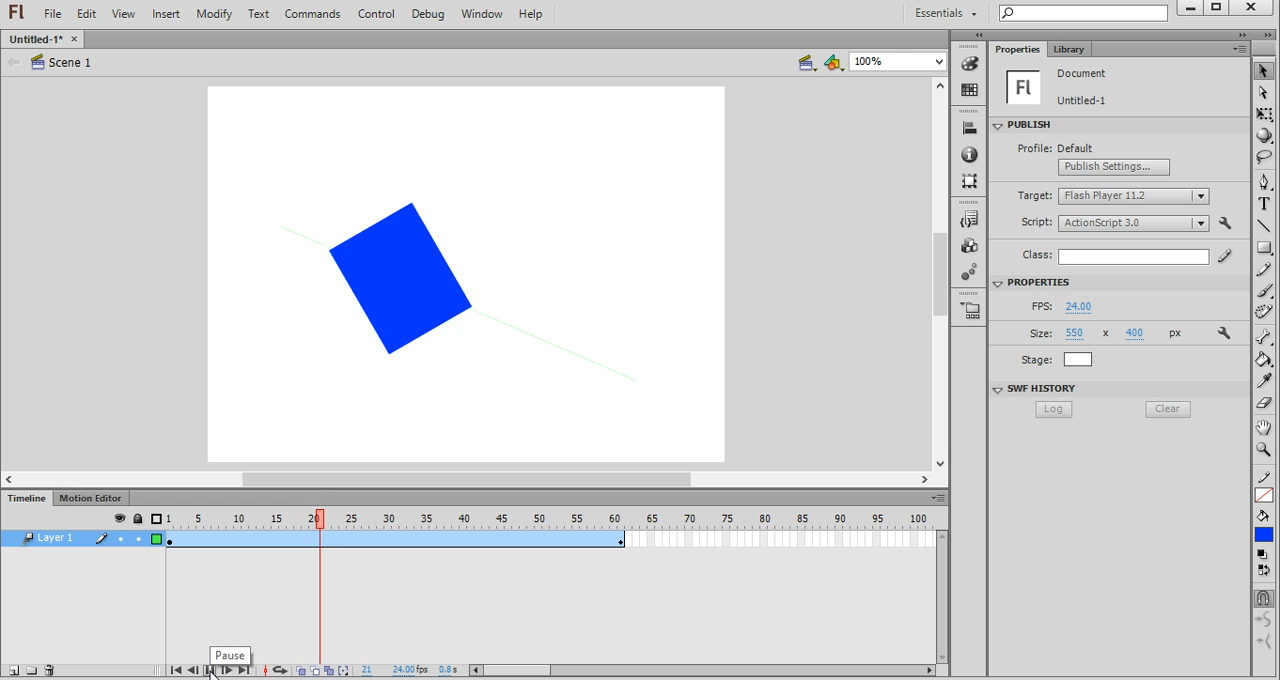 Fl File Edit View Insert Modify Text Commands Control Debug Window Help Essentials
Untitled-1* ×
Scene 1 100%
Properties Library
Fl Document
Untitled-1
PUBLISH
Profile: Default
Publish Settings...
Target: Flash Player 11.2
Script: ActionScript 3.0
Class:
PROPERTIES
FPS: 24.00
Size: 550 x 400 px
Stage:
SWF HISTORY
Log Clear
T
Timeline Motion Editor
1 5 10 15 20 25 30 35 40 45 50 55 60 65 70 75 80 85 90 95 100
Layer 1
Pause
21 24.00 fps 0.8 s